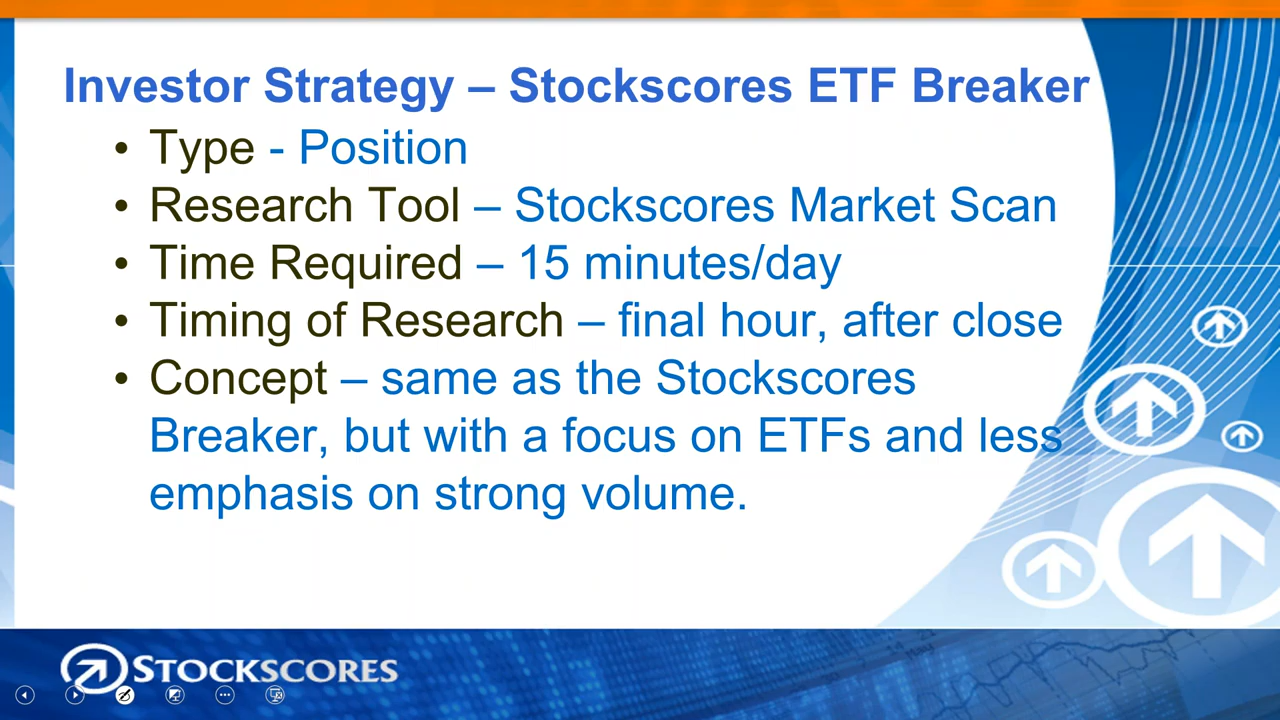 Investor Strategy – Stockscores ETF Breaker
• Type - Position
• Research Tool – Stockscores Market Scan
• Time Required – 15 minutes/day
• Timing of Research – final hour, after close
• Concept – same as the Stockscores
Breaker, but with a focus on ETFs and less
emphasis on strong volume.
STOCKSCORES